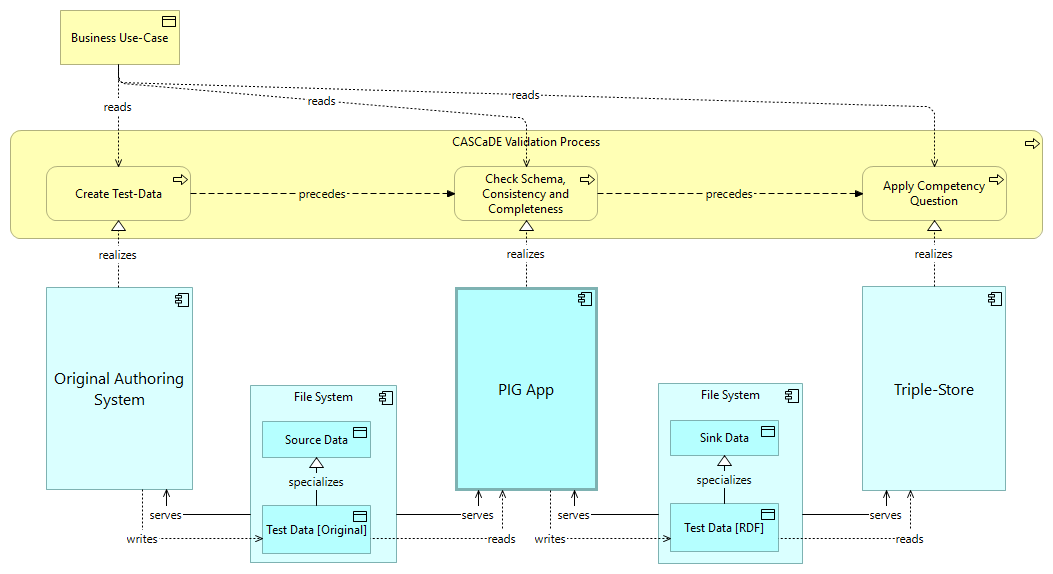 Business Use-Case
reads
reads
reads
CASCaDE Validation Process
Create Test-Data
precedes
Check Schema,
Consistency and
Completeness
precedes
Apply Competency
Question
realizes
realizes
realizes
Original Authoring
System
File System
Source Data
specializes
Test Data [Original]
serves
writes
PIG App
serves
reads
File System
Sink Data
specializes
Test Data [RDF]
serves
writes
Triple-Store
serves
reads